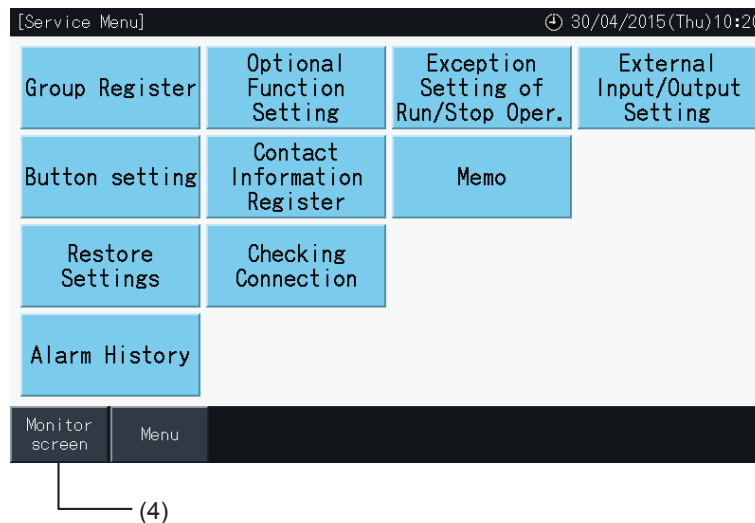 [Service Menu]
30/04/2015(Thu)10:20
Group Register
Optional
Function
Setting
Exception
Setting of
Run/Stop Oper.
External
Input/Output
Setting
Button setting
Contact
Information
Register
Memo
Restore
Settings
Checking
Connection
Alarm History
Monitor
screen
Menu
(4)